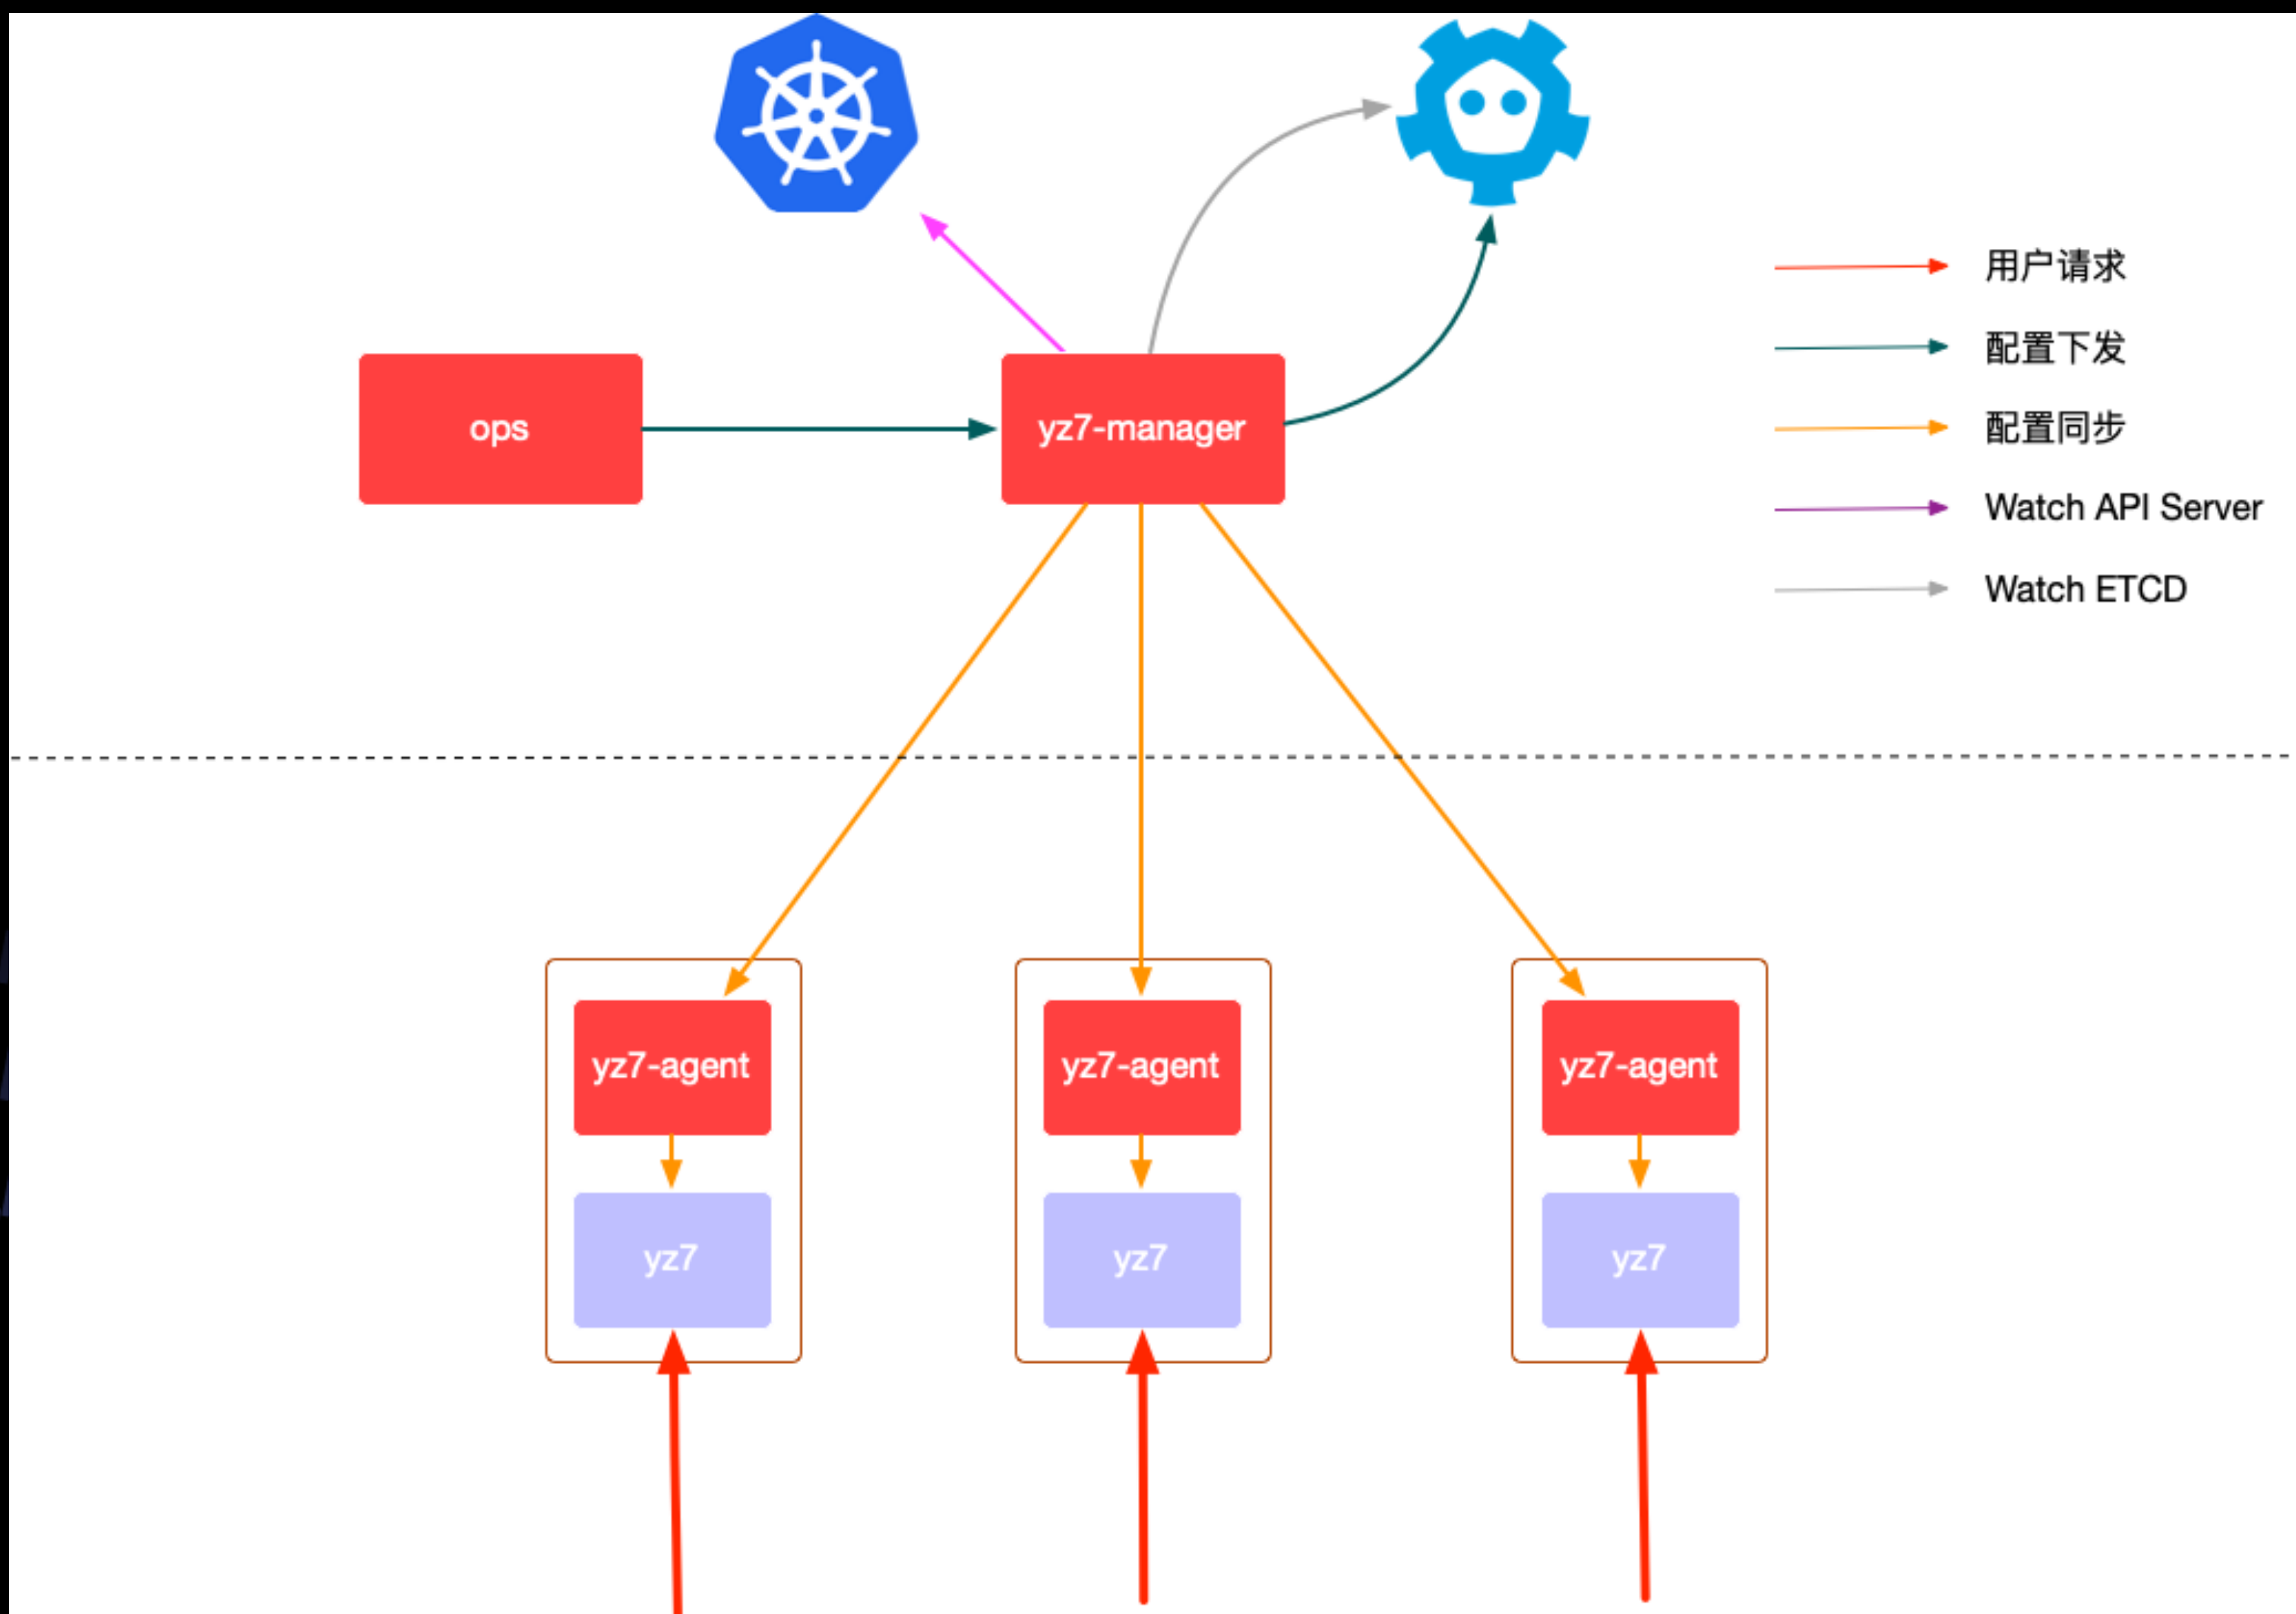 用户请求
配置下发
ops
yz7-manager
配置同步
Watch API Server
Watch ETCD
yz7-agent
yz7-agent
yz7-agent
yz7
yz7
yz7